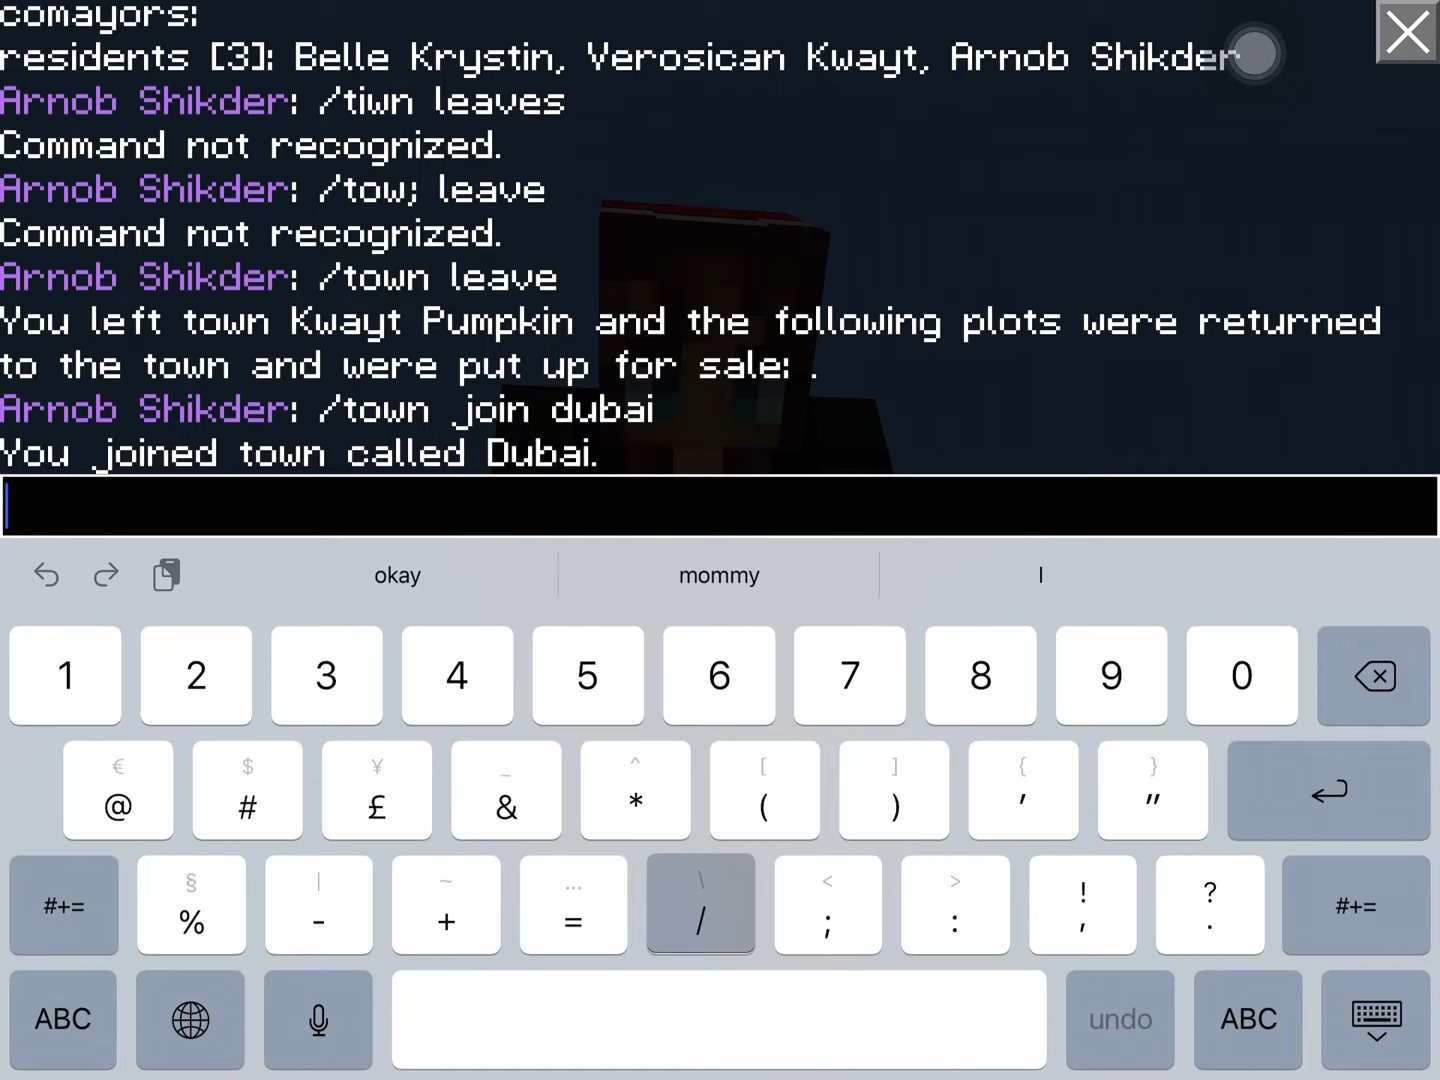 comayors:
residents [3]: Belle Krystin, Verosican Kwayt, Arnob Shikder
Arnob Shikder: /tiwn leaves
Command not recognized.
Arnob Shikder: /tow; leave
Command not recognized.
Arnob Shikder: /town leave
You left town Kwayt Pumpkin and the following plots were returned
to the town and were put up for sale: .
Arnob Shikder: /town join dubai
You joined town called Dubai.
okay mommy I
1 2 3 4 5 6 7 8 9 0
€ $ ¥ _ ^ [ ] { }
@ # £ & * ( ) ' "
§ | ~ … \ < > ! ?
#+= % - + = / ; : , . #+=
ABC undo ABC